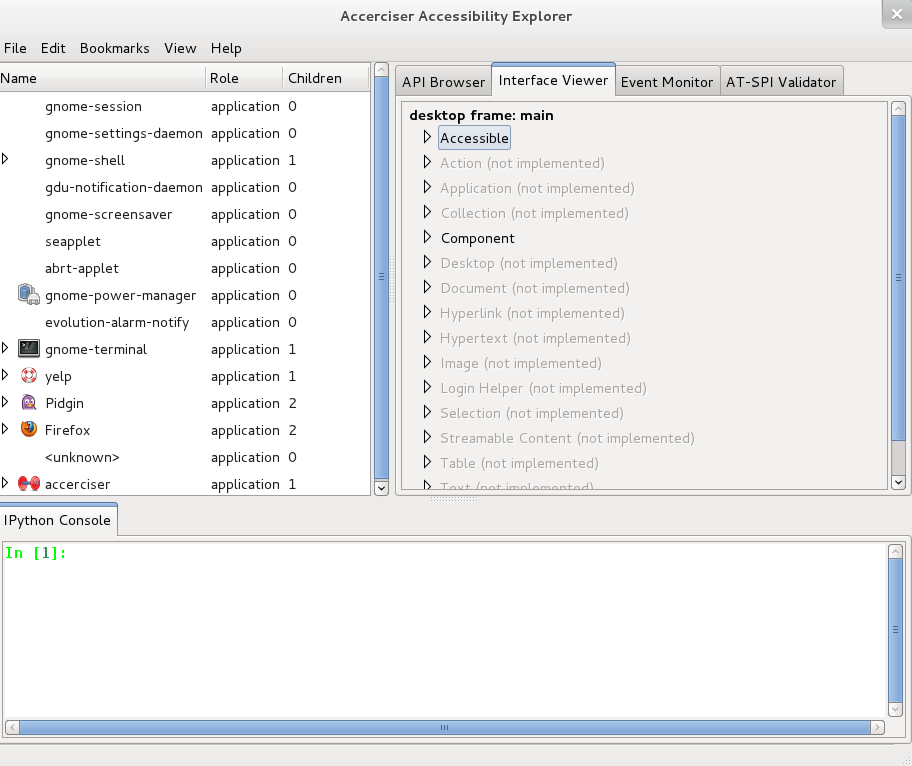 Accerciser Accessibility Explorer
File Edit Bookmarks View Help
Name Role Children
gnome-session application 0
gnome-settings-daemon application 0
gnome-shell application 1
gdu-notification-daemon application 0
gnome-screensaver application 0
seapplet application 0
abrt-applet application 0
gnome-power-manager application 0
evolution-alarm-notify application 0
gnome-terminal application 1
yelp application 1
Pidgin application 2
Firefox application 2
<unknown> application 0
accerciser application 1
API Browser Interface Viewer Event Monitor AT-SPI Validator
desktop frame: main
Accessible
Action (not implemented)
Application (not implemented)
Collection (not implemented)
Component
Desktop (not implemented)
Document (not implemented)
Hyperlink (not implemented)
Hypertext (not implemented)
Image (not implemented)
Login Helper (not implemented)
Selection (not implemented)
Streamable Content (not implemented)
Table (not implemented)
Text (not implemented)
IPython Console
In [1]: